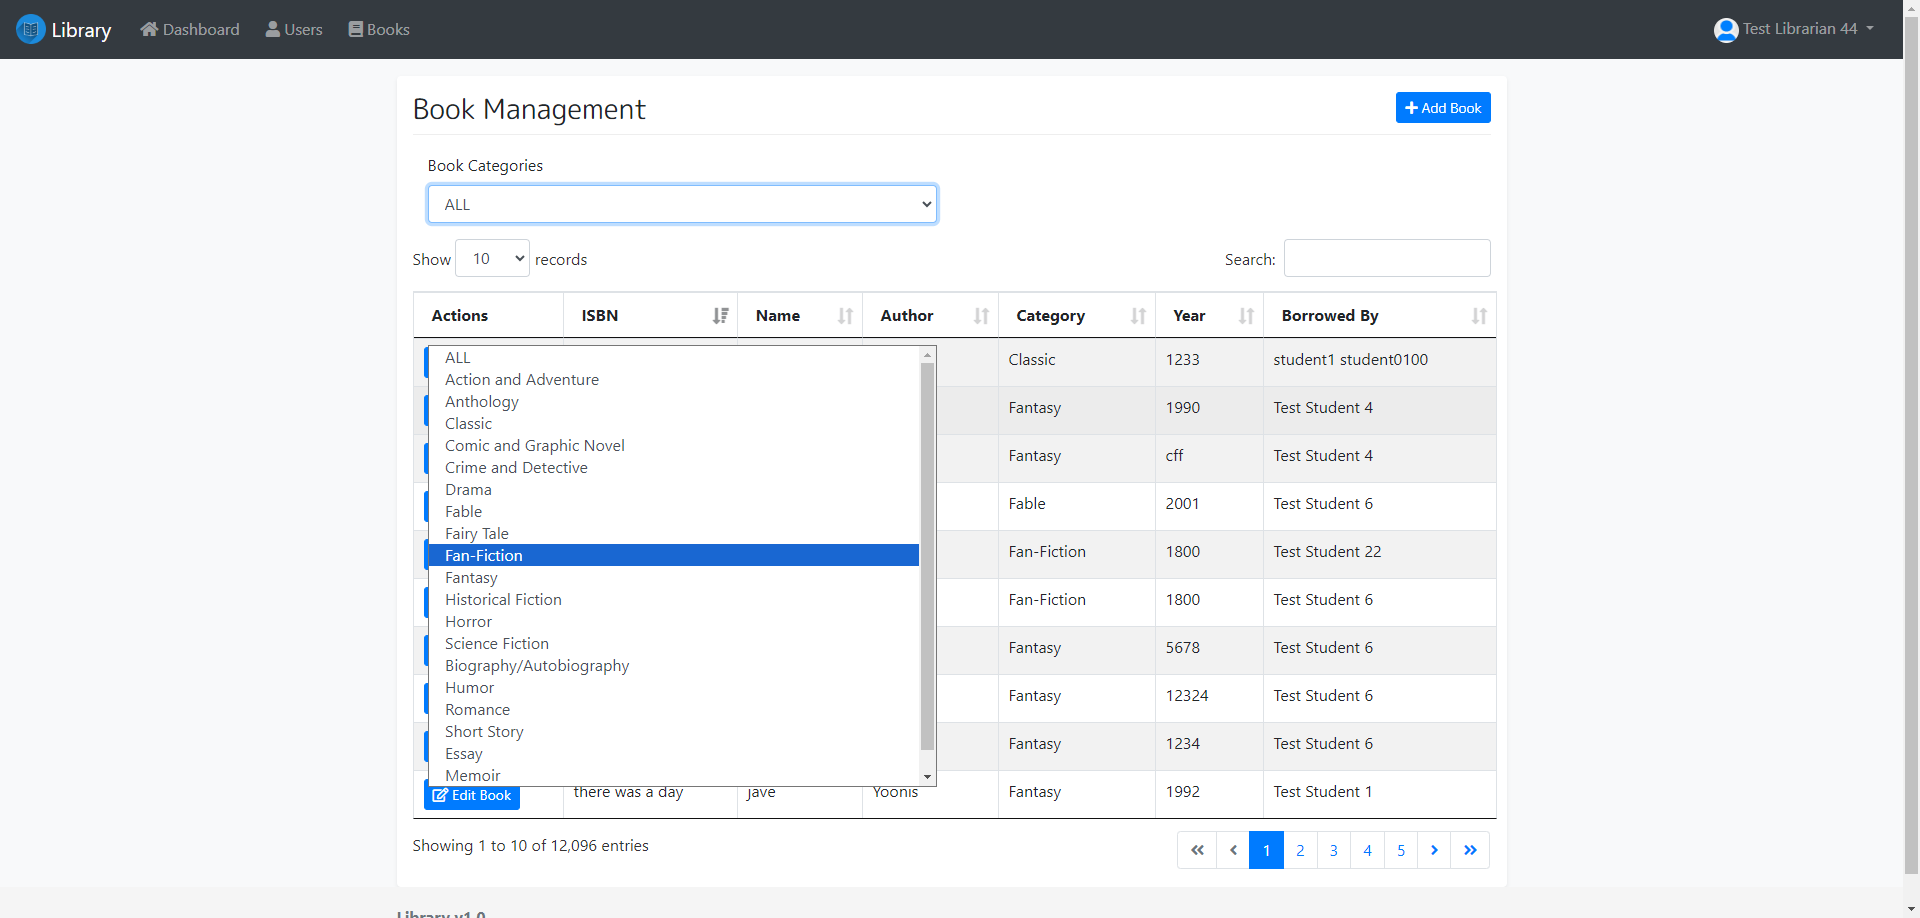 Library Dashboard Users Books Test Librarian 44
Book Management Add Book
Book Categories
ALL
Show 10 records Search:
Actions ISBN Name Author Category Year Borrowed By
Classic 1233 student1 student0100
Fantasy 1990 Test Student 4
Fantasy cff Test Student 4
Fable 2001 Test Student 6
Fan-Fiction 1800 Test Student 22
Fan-Fiction 1800 Test Student 6
Fantasy 5678 Test Student 6
Fantasy 12324 Test Student 6
Fantasy 1234 Test Student 6
Edit Book there was a day jave Yoonis Fantasy 1992 Test Student 1
ALL
Action and Adventure
Anthology
Classic
Comic and Graphic Novel
Crime and Detective
Drama
Fable
Fairy Tale
Fan-Fiction
Fantasy
Historical Fiction
Horror
Science Fiction
Biography/Autobiography
Humor
Romance
Short Story
Essay
Memoir
Showing 1 to 10 of 12,096 entries « ‹ 1 2 3 4 5 › »
Library v1.0